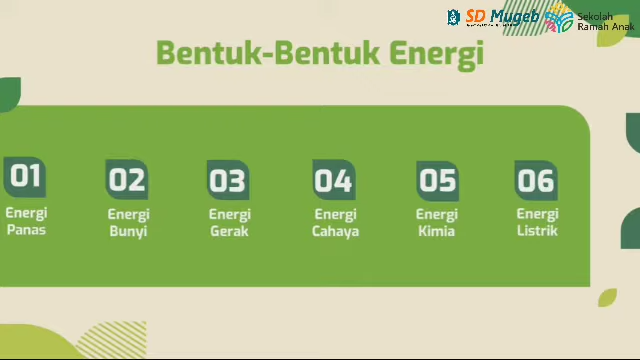 SD Mugeb
Sekolah
Ramah Anak
Bentuk-Bentuk Energi
01
Energi
Panas
02
Energi
Bunyi
03
Energi
Gerak
04
Energi
Cahaya
05
Energi
Kimia
06
Energi
Listrik